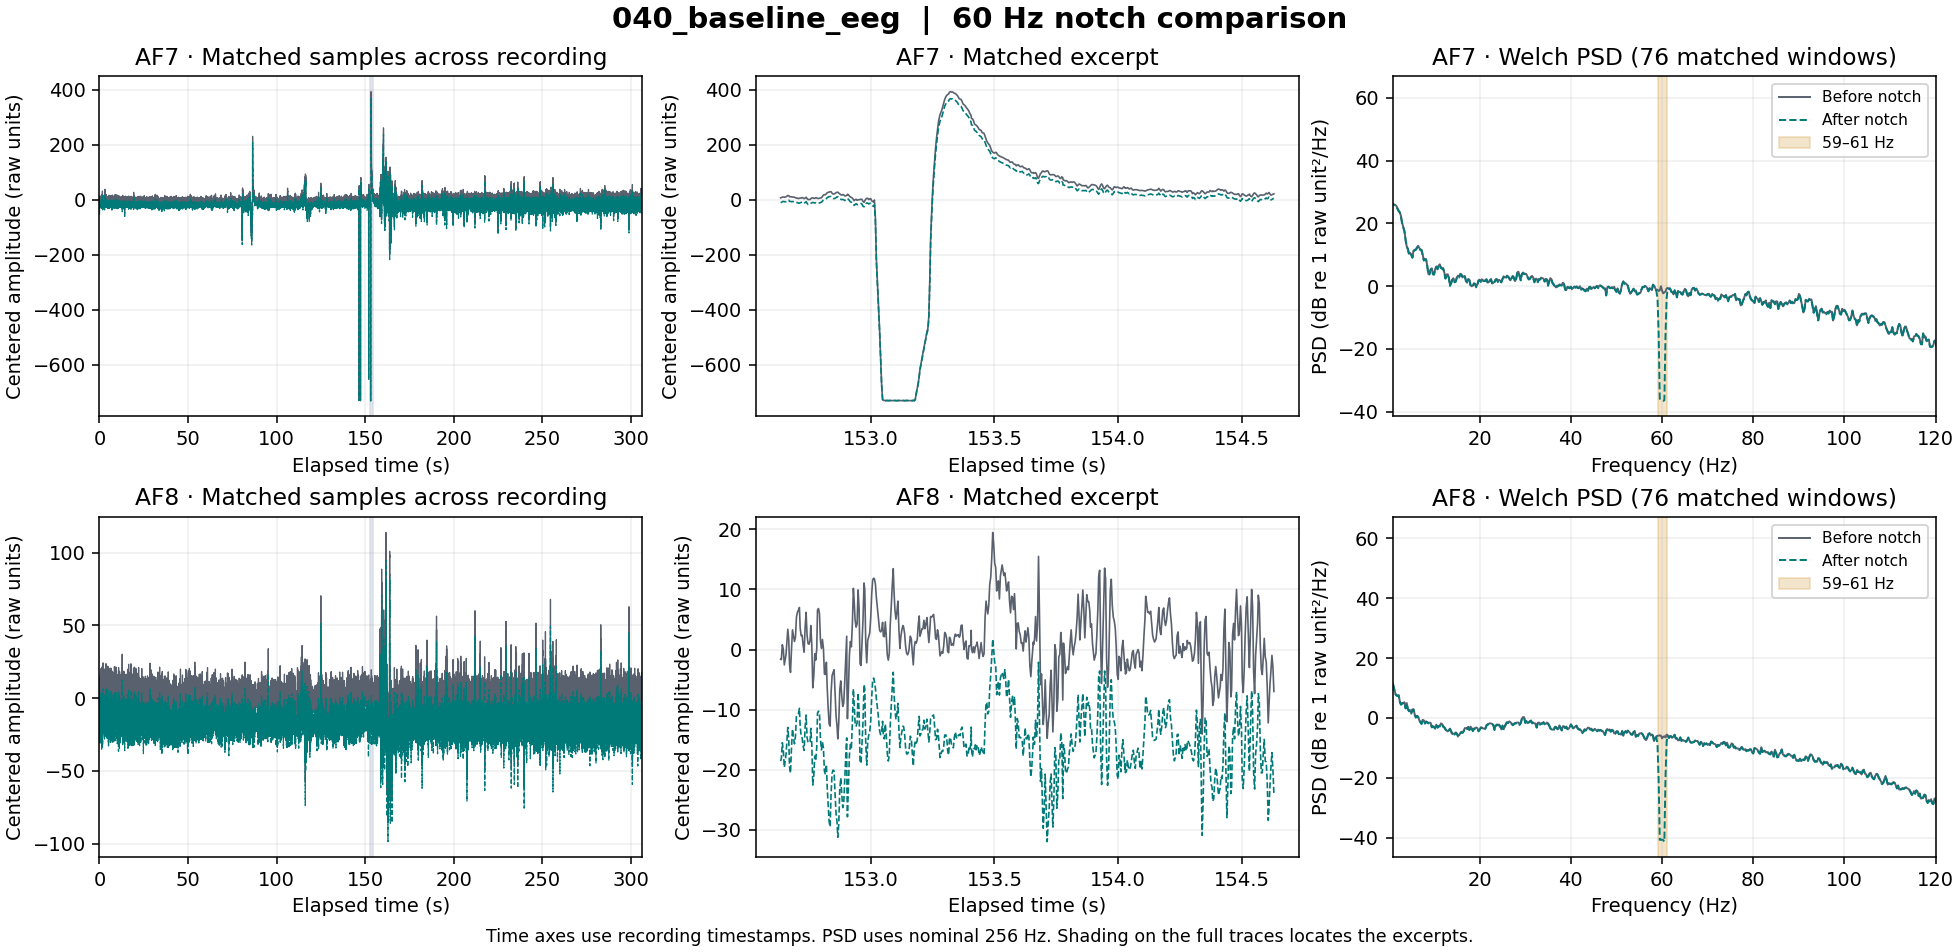 040_baseline_eeg  |  60 Hz notch comparison
AF7 · Matched samples across recording
Centered amplitude (raw units)
400
200
0
−200
−400
−600
0 50 100 150 200 250 300
Elapsed time (s)
AF7 · Matched excerpt
Centered amplitude (raw units)
400
200
0
−200
−400
−600
153.0 153.5 154.0 154.5
Elapsed time (s)
AF7 · Welch PSD (76 matched windows)
PSD (dB re 1 raw unit²/Hz)
60
40
20
0
−20
−40
Before notch
After notch
59–61 Hz
20 40 60 80 100 120
Frequency (Hz)
AF8 · Matched samples across recording
Centered amplitude (raw units)
100
50
0
−50
−100
0 50 100 150 200 250 300
Elapsed time (s)
AF8 · Matched excerpt
Centered amplitude (raw units)
20
10
0
−10
−20
−30
153.0 153.5 154.0 154.5
Elapsed time (s)
AF8 · Welch PSD (76 matched windows)
PSD (dB re 1 raw unit²/Hz)
60
40
20
0
−20
−40
Before notch
After notch
59–61 Hz
20 40 60 80 100 120
Frequency (Hz)
Time axes use recording timestamps. PSD uses nominal 256 Hz. Shading on the full traces locates the excerpts.